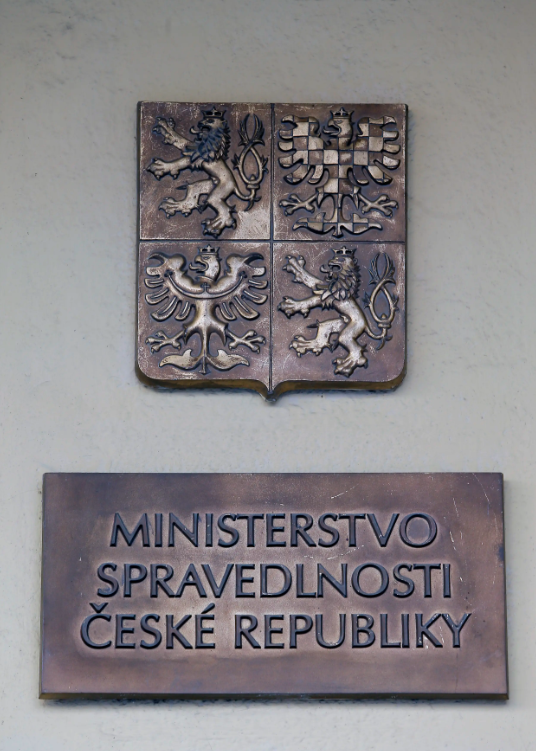 MINISTERSTVO
SPRAVEDLNOSTI
ČESKÉ REPUBLIKY